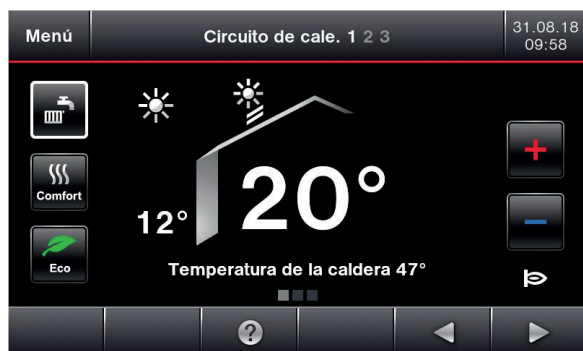 Menú
Circuito de cale. 1 2 3
31.08.18
09:58
Comfort
Eco
12°
20°
Temperatura de la caldera 47°